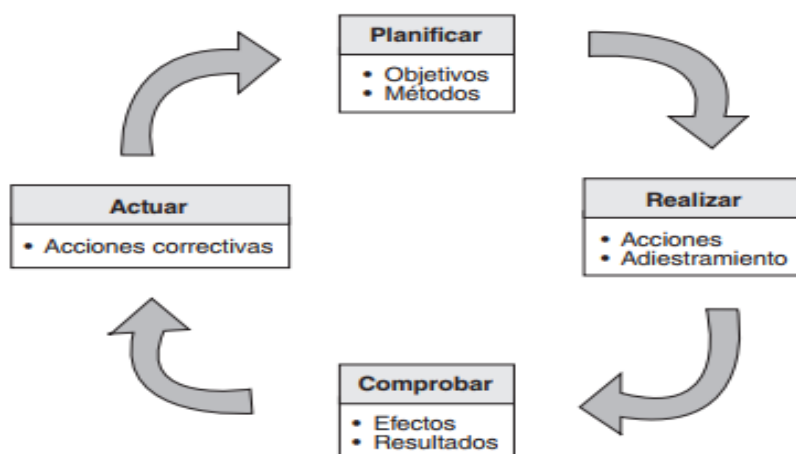 Planificar
• Objetivos
• Métodos
Actuar
• Acciones correctivas
Realizar
• Acciones
• Adiestramiento
Comprobar
• Efectos
• Resultados